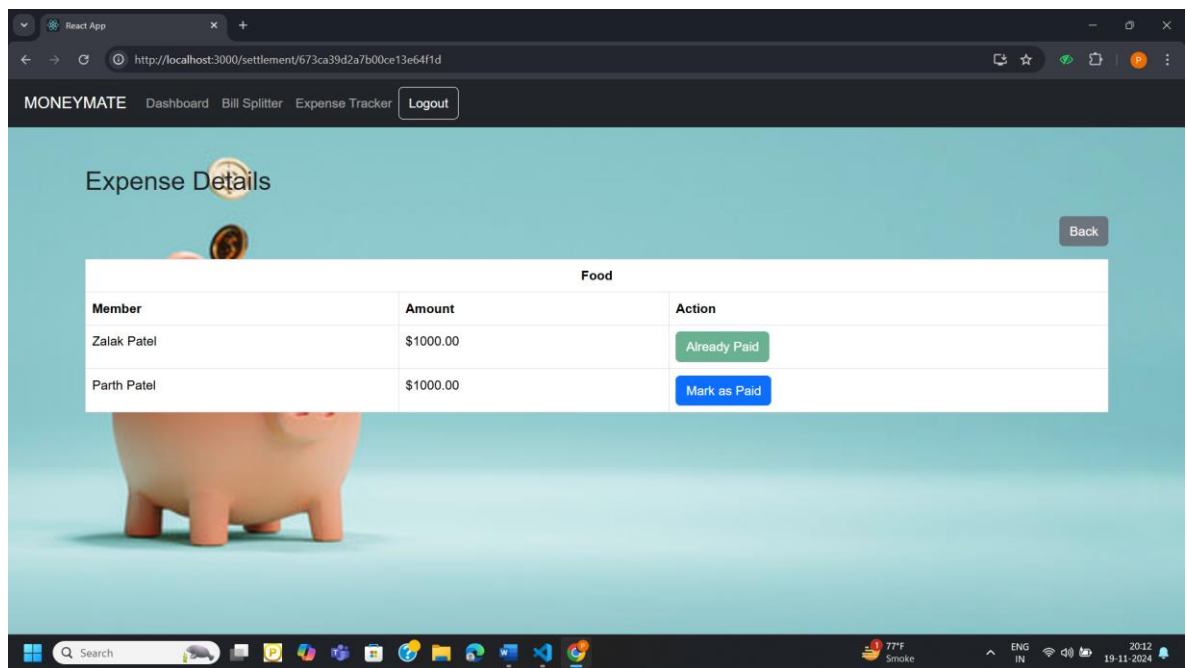 React App
http://localhost:3000/settlement/673ca39d2a7b00ce13e64f1d
P
MONEYMATE Dashboard Bill Splitter Expense Tracker Logout
Expense Details
Back
Food
Member Amount Action
Zalak Patel $1000.00 Already Paid
Parth Patel $1000.00 Mark as Paid
Search 1 77°F ENG 20:12
Smoke IN 19-11-2024